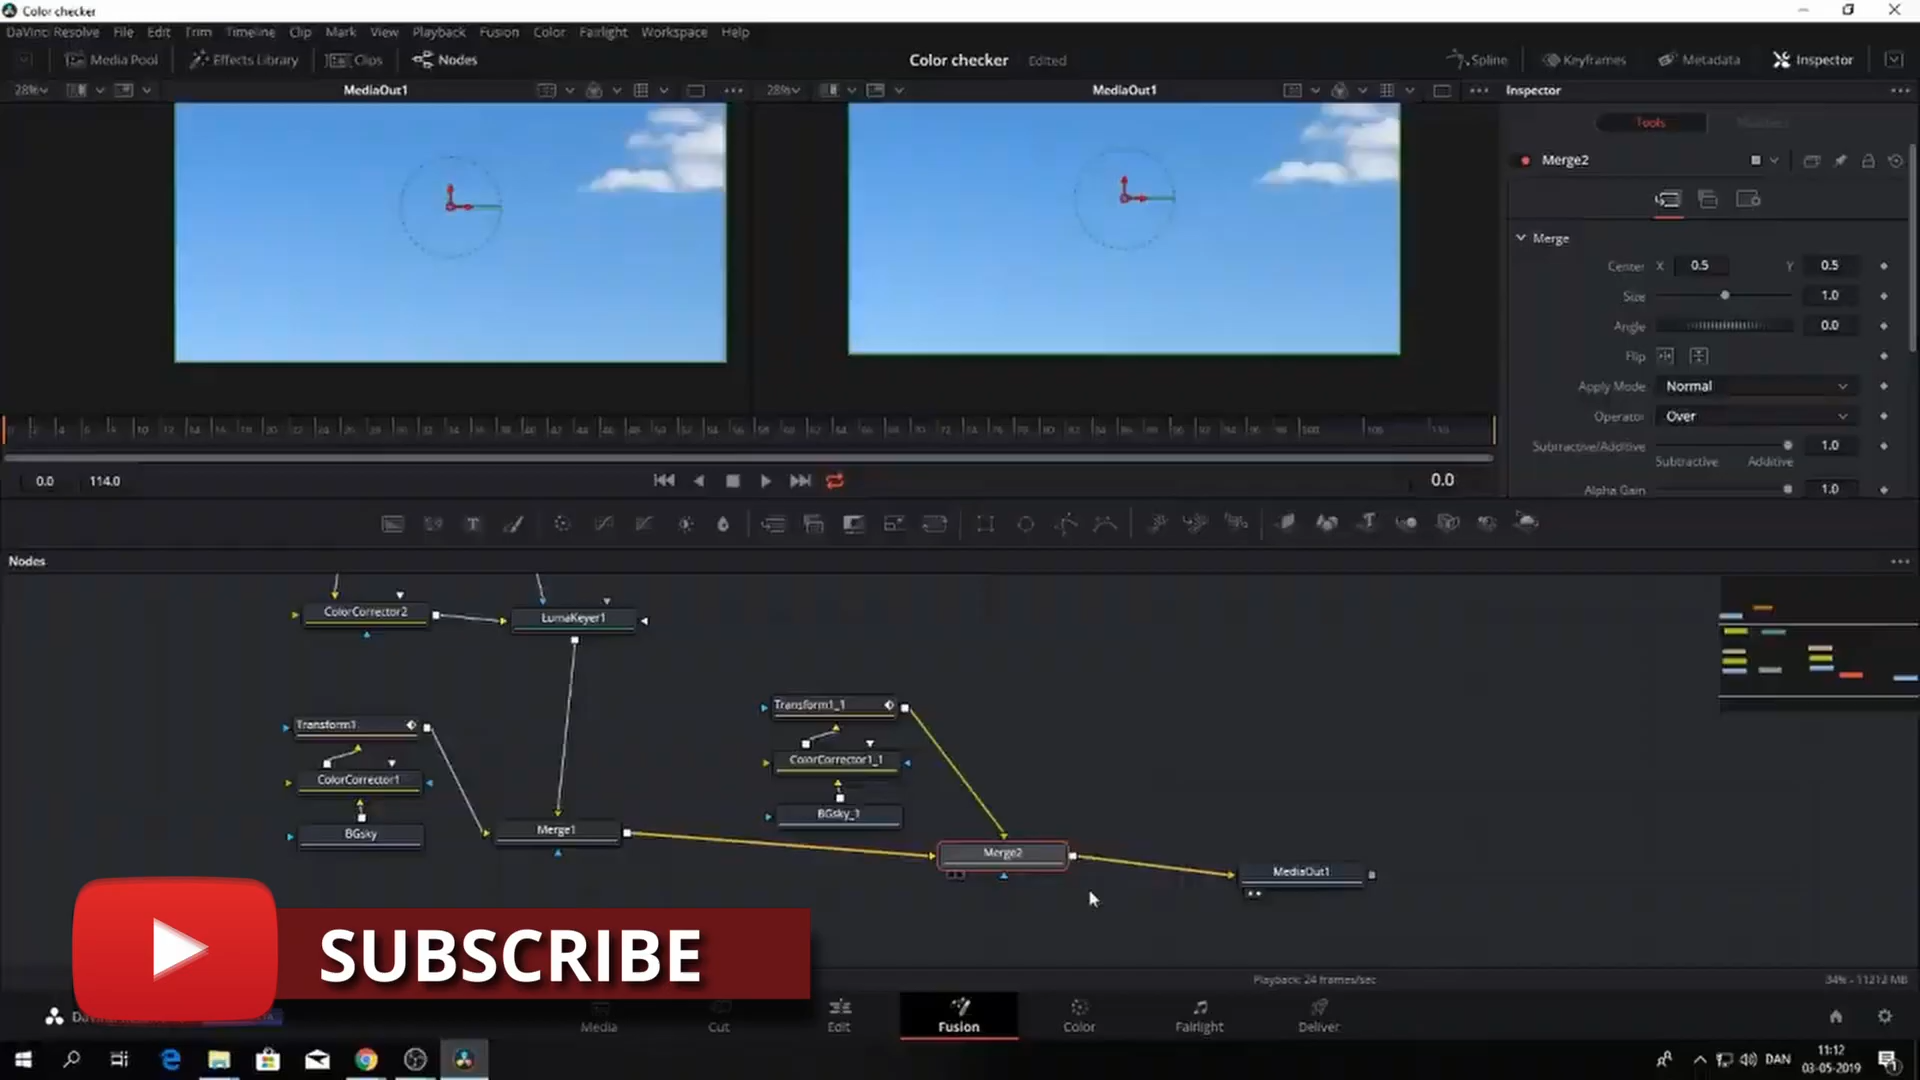 Color checker
DaVinci Resolve File Edit Trim Timeline Clip Mark View Playback Fusion Color Fairlight Workspace Help
Media Pool Effects Library Clips Nodes Color checker Edited Spline Keyframes Metadata Inspector
28% MediaOut1 28% MediaOut1 Inspector
Tools
Merge2
Merge
Center X 0.5 Y 0.5
Size 1.0
Angle 0.0
Flip
Apply Mode Normal
Operator Over
Subtractive/Additive 1.0
Subtractive Additive
Alpha Gain 1.0
0.0 114.0 0.0
Nodes
ColorCorrector2
LumaKeyer1
Transform1_1
Transform1
ColorCorrector1_1
ColorCorrector1
BGsky_1
BGsky
Merge1
Merge2
MediaOut1
SUBSCRIBE
Playback: 24 frames/sec
Media Cut Edit Fusion Color Fairlight Deliver
DAN
11:12
03-05-2019